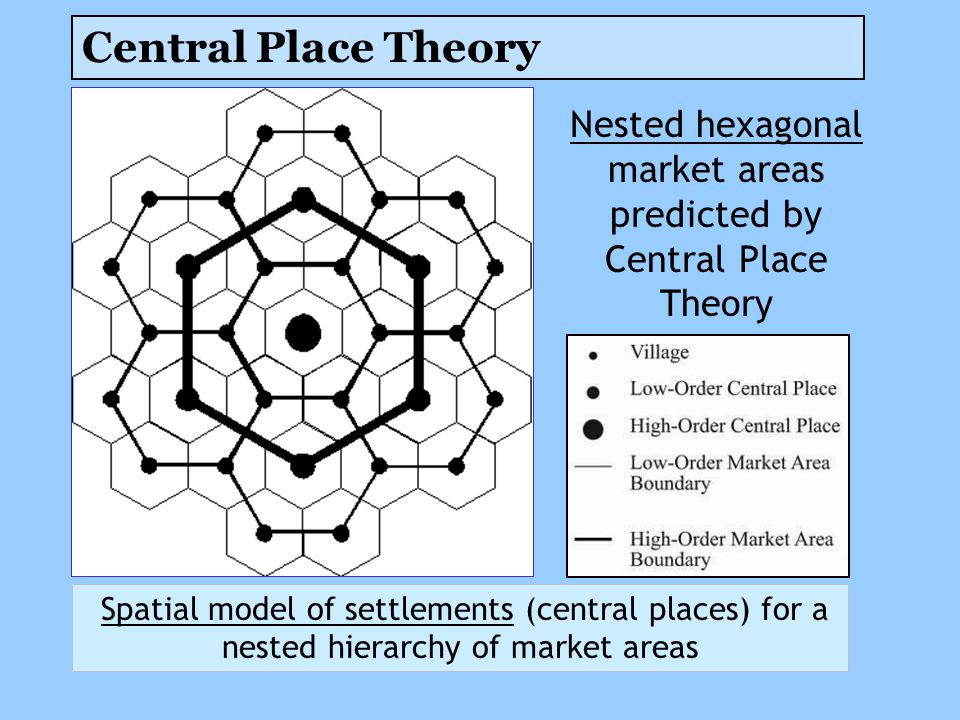 Central Place Theory
Nested hexagonal
market areas
predicted by
Central Place
Theory
Village
Low-Order Central Place
High-Order Central Place
Low-Order Market Area
Boundary
High-Order Market Area
Boundary
Spatial model of settlements (central places) for a
nested hierarchy of market areas